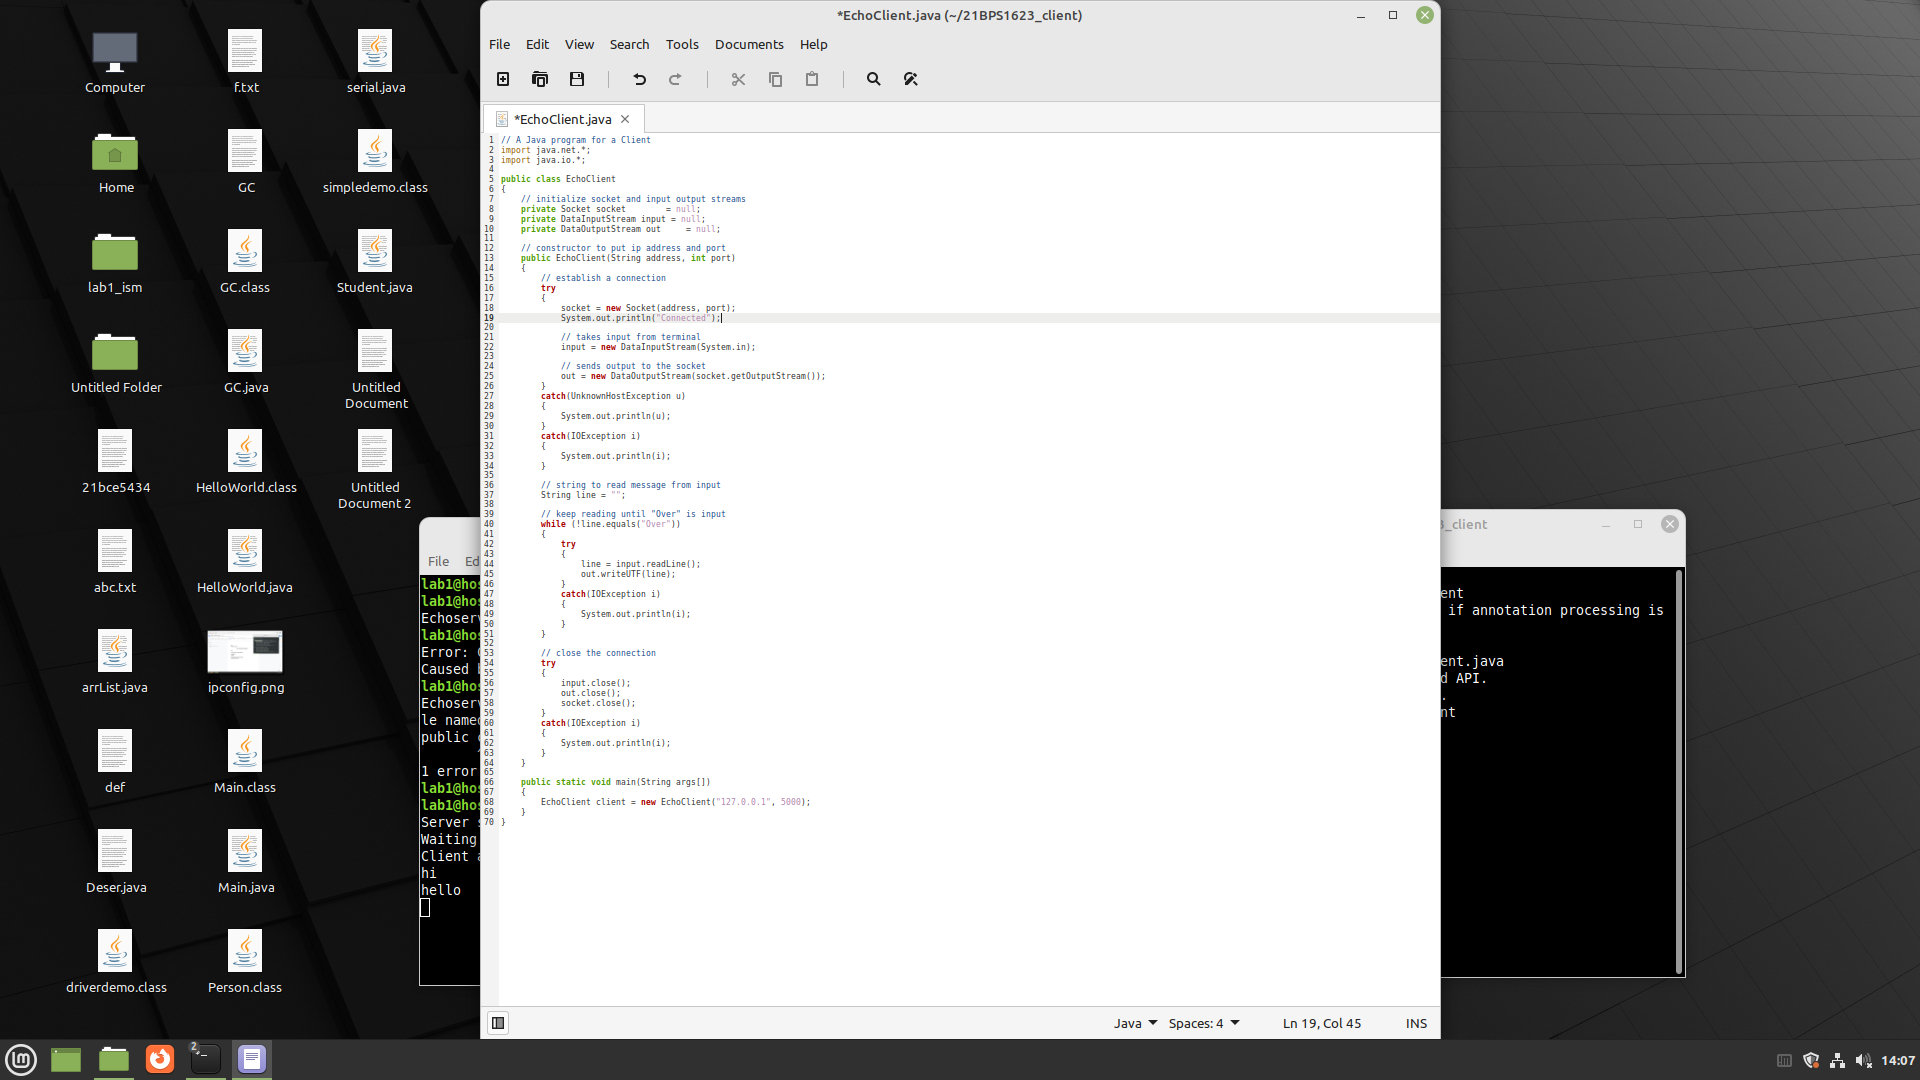 Computer
f.txt
serial.java
Home
GC
simpledemo.class
lab1_ism
GC.class
Student.java
Untitled Folder
GC.java
Untitled
Document
21bce5434
HelloWorld.class
Untitled
Document 2
abc.txt
HelloWorld.java
arrList.java
ipconfig.png
def
Main.class
Deser.java
Main.java
driverdemo.class
Person.class
*EchoClient.java (~/21BPS1623_client)
File Edit View Search Tools Documents Help
*EchoClient.java
1 // A Java program for a Client
2 import java.net.*;
3 import java.io.*;
4
5 public class EchoClient
6 {
7 // initialize socket and input output streams
8 private Socket socket = null;
9 private DataInputStream input = null;
10 private DataOutputStream out = null;
11
12 // constructor to put ip address and port
13 public EchoClient(String address, int port)
14 {
15 // establish a connection
16 try
17 {
18 socket = new Socket(address, port);
19 System.out.println("Connected");
20
21 // takes input from terminal
22 input = new DataInputStream(System.in);
23
24 // sends output to the socket
25 out = new DataOutputStream(socket.getOutputStream());
26 }
27 catch(UnknownHostException u)
28 {
29 System.out.println(u);
30 }
31 catch(IOException i)
32 {
33 System.out.println(i);
34 }
35
36 // string to read message from input
37 String line = "";
38
39 // keep reading until "Over" is input
40 while (!line.equals("Over"))
41 {
42 try
43 {
44 line = input.readLine();
45 out.writeUTF(line);
46 }
47 catch(IOException i)
48 {
49 System.out.println(i);
50 }
51 }
52
53 // close the connection
54 try
55 {
56 input.close();
57 out.close();
58 socket.close();
59 }
60 catch(IOException i)
61 {
62 System.out.println(i);
63 }
64 }
65
66 public static void main(String args[])
67 {
68 EchoClient client = new EchoClient("127.0.0.1", 5000);
69 }
70 }
Java Spaces: 4 Ln 19, Col 45 INS
File Ed
lab1@hos
lab1@hos
Echoserv
lab1@hos
Error:
Caused
lab1@hos
Echoserv
le name
public
1 error
lab1@hos
lab1@hos
Server
Waiting
Client
hi
hello
_client
ent
if annotation processing is
ent.java
d API.
.
nt
2
14:07